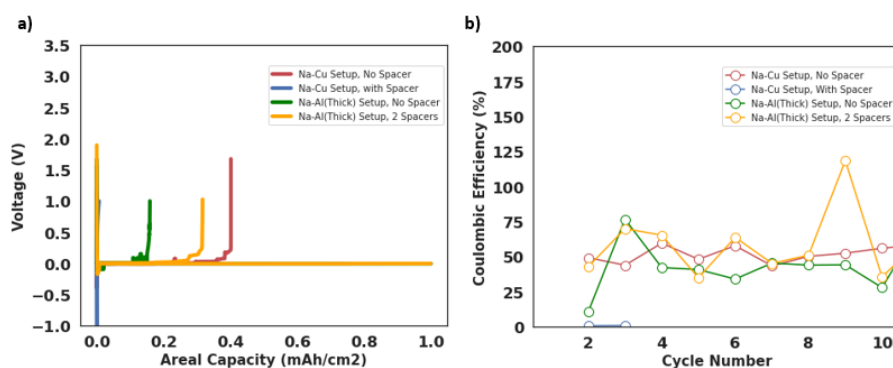 a)
3.5
3.0
2.5
2.0
1.5
1.0
0.5
0.0
−0.5
−1.0
Voltage (V)
Na-Cu Setup, No Spacer
Na-Cu Setup, with Spacer
Na-Al(Thick) Setup, No Spacer
Na-Al(Thick) Setup, 2 Spacers
0.0 0.2 0.4 0.6 0.8 1.0
Areal Capacity (mAh/cm2)
b)
200
175
150
125
100
75
50
25
0
Coulombic Efficiency (%)
Na-Cu Setup, No Spacer
Na-Cu Setup, With Spacer
Na-Al(Thick) Setup, No Spacer
Na-Al(Thick) Setup, 2 Spacers
2 4 6 8 10
Cycle Number